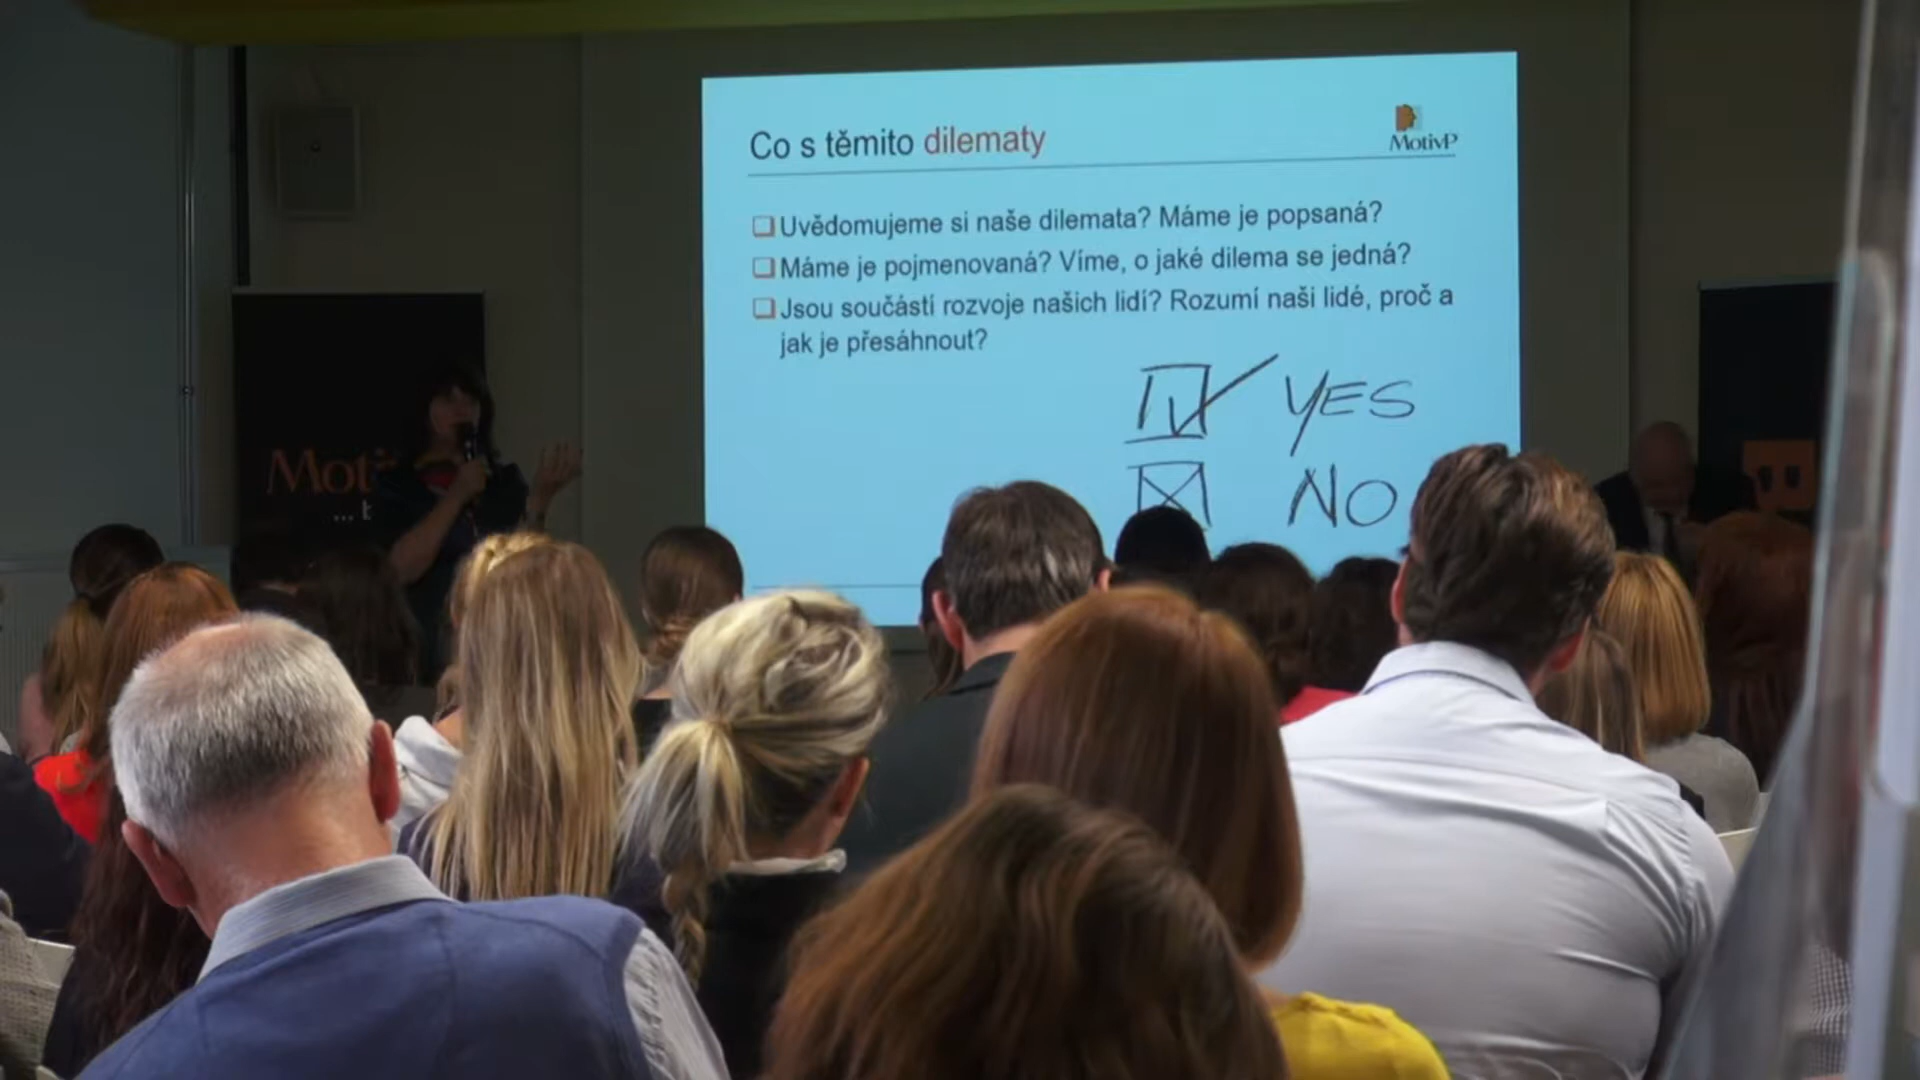 Co s těmito dilematy
MotivP
Uvědomujeme si naše dilemata? Máme je popsaná?
Máme je pojmenovaná? Víme, o jaké dilema se jedná?
Jsou součástí rozvoje našich lidí? Rozumí naši lidé, proč a
jak je přesáhnout?
YES
NO
Motiv
...